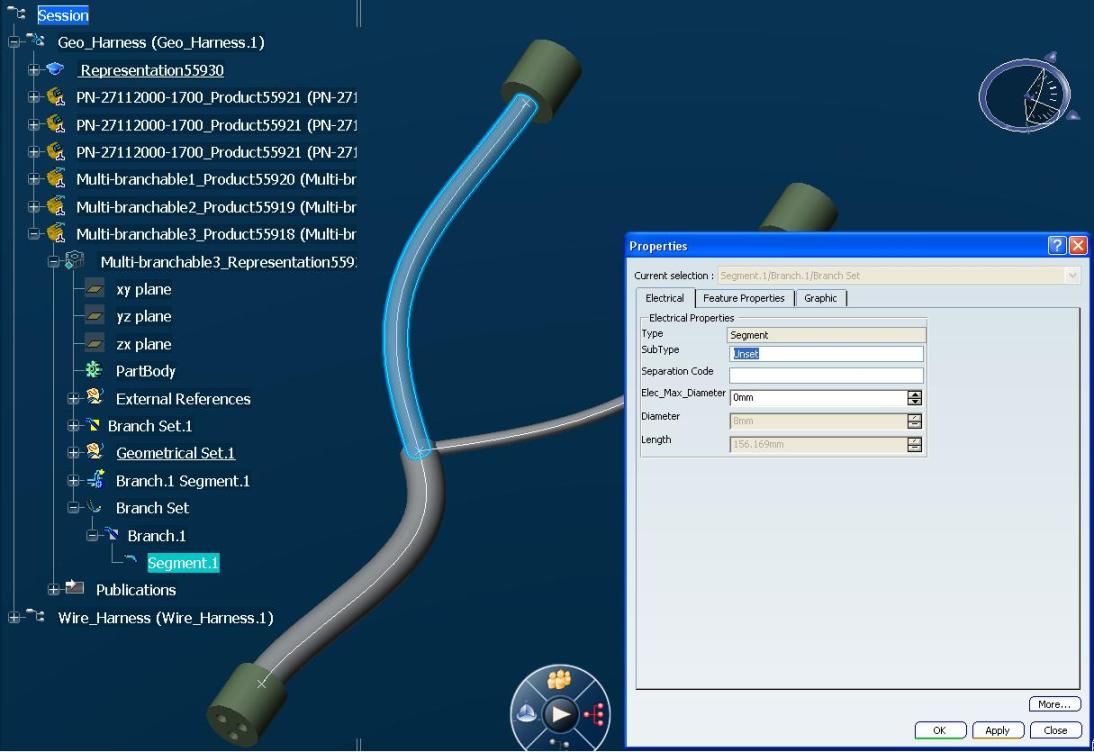 Session
Geo_Harness (Geo_Harness.1)
Representation55930
PN-27112000-1700_Product55921 (PN-271
PN-27112000-1700_Product55921 (PN-271
PN-27112000-1700_Product55921 (PN-271
Multi-branchable1_Product55920 (Multi-br
Multi-branchable2_Product55919 (Multi-br
Multi-branchable3_Product55918 (Multi-br
Multi-branchable3_Representation559
xy plane
yz plane
zx plane
PartBody
External References
Branch Set.1
Geometrical Set.1
Branch.1 Segment.1
Branch Set
Branch.1
Segment.1
Publications
Wire_Harness (Wire_Harness.1)
Properties
Current selection : Segment.1/Branch.1/Branch Set
Electrical Feature Properties Graphic
Electrical Properties
Type Segment
SubType Unset
Separation Code
Elec_Max_Diameter 0mm
Diameter 8mm
Length 156.169mm
More...
OK Apply Close